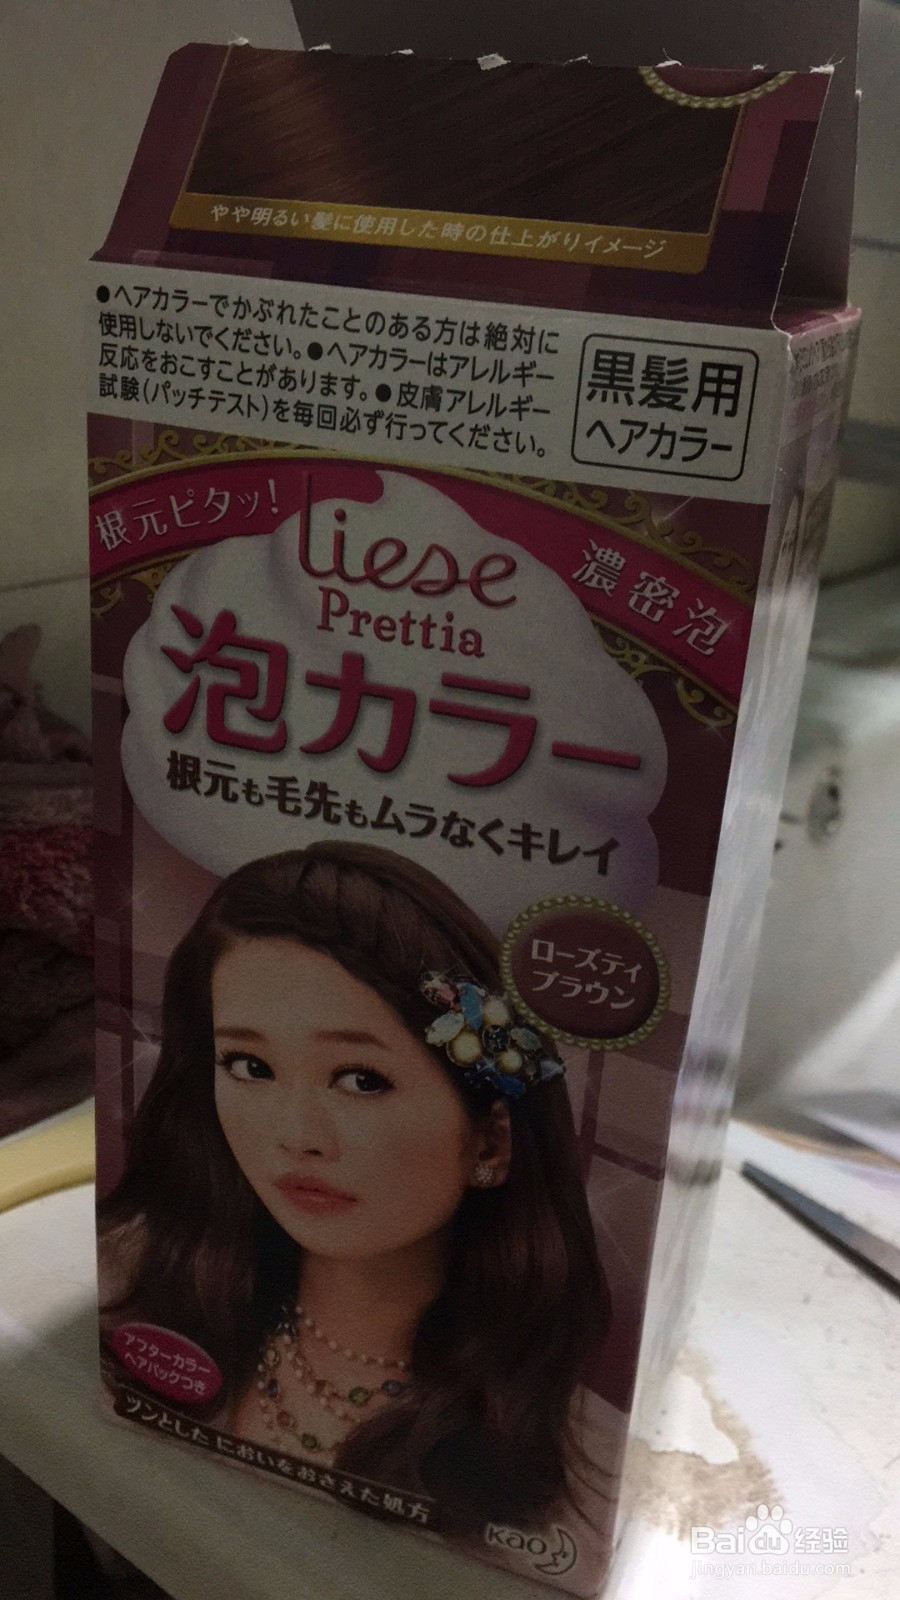 やや明るい髪に使用した時の仕上がりイメージ
●ヘアカラーでかぶれたことのある方は絶対に
使用しないでください。●ヘアカラーはアレルギー
反応をおこすことがあります。●皮膚アレルギー
試験(パッチテスト)を毎回必ず行ってください。
黒髪用
ヘアカラー
根元ピタッ!
濃密泡
Liese
Prettia
泡カラー
根元も毛先もムラなくキレイ
ローズティ
ブラウン
アフターカラー
ヘアパックつき
ツンとしたにおいをおさえた処方
Kao
Baidu经验
jingyan.baidu.com